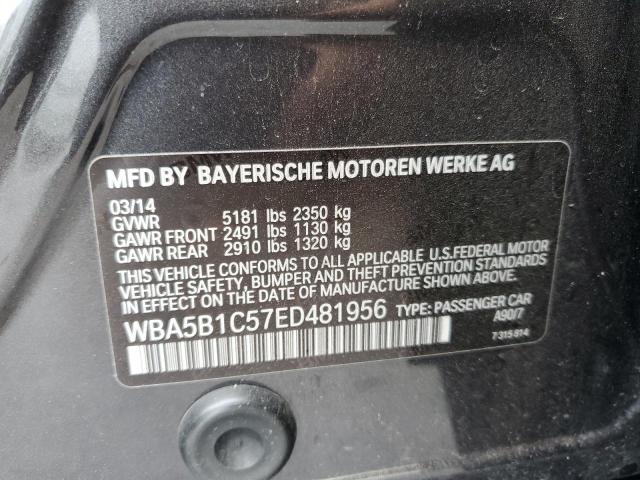 MFD BY BAYERISCHE MOTOREN WERKE AG
03/14
GVWR 5181 lbs 2350 kg
GAWR FRONT 2491 lbs 1130 kg
GAWR REAR 2910 lbs 1320 kg
THIS VEHICLE CONFORMS TO ALL APPLICABLE U.S.FEDERAL MOTOR
VEHICLE SAFETY, BUMPER AND THEFT PREVENTION STANDARDS
IN EFFECT ON THE DATE OF MANUFACTURE SHOWN ABOVE.
WBA5B1C57ED481956 TYPE: PASSENGER CAR
A90/7
7 315 814